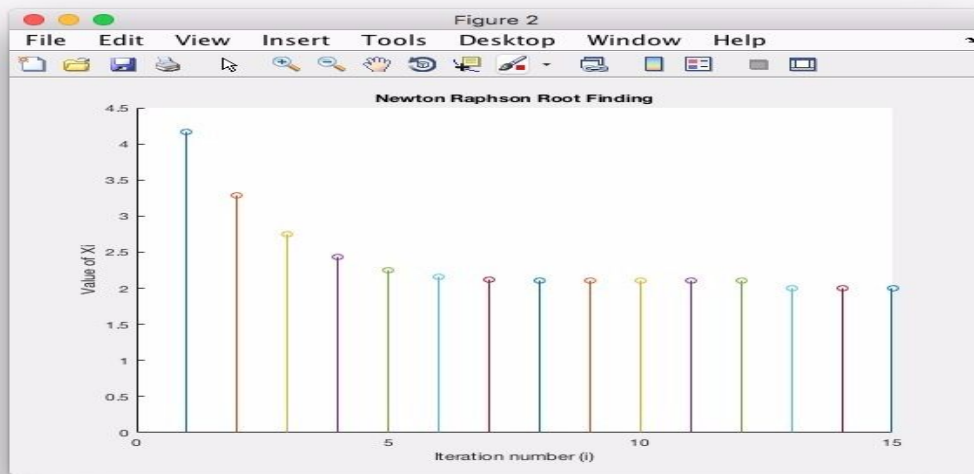 Figure 2
File Edit View Insert Tools Desktop Window Help
Newton Raphson Root Finding
4.5
4
3.5
3
2.5
2
1.5
1
0.5
0
Value of Xi
0 5 10 15
Iteration number (i)